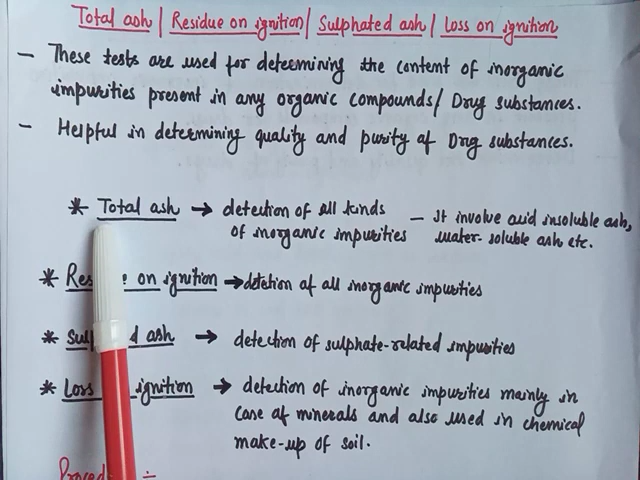 Total ash / Residue on ignition / Sulphated ash / Loss on ignition
- These tests are used for determining the content of inorganic
impurities present in any organic compounds / Drug substances.
- Helpful in determining quality and purity of Drug substances.
* Total ash → detection of all kinds
of inorganic impurities
- It involve acid insoluble ash,
water-soluble ash etc.
* on ignition → detection of all inorganic impurities
* ash → detection of sulphate-related impurities
* Loss ignition → detection of inorganic impurities mainly in
case of minerals and also used in chemical
make-up of soil.